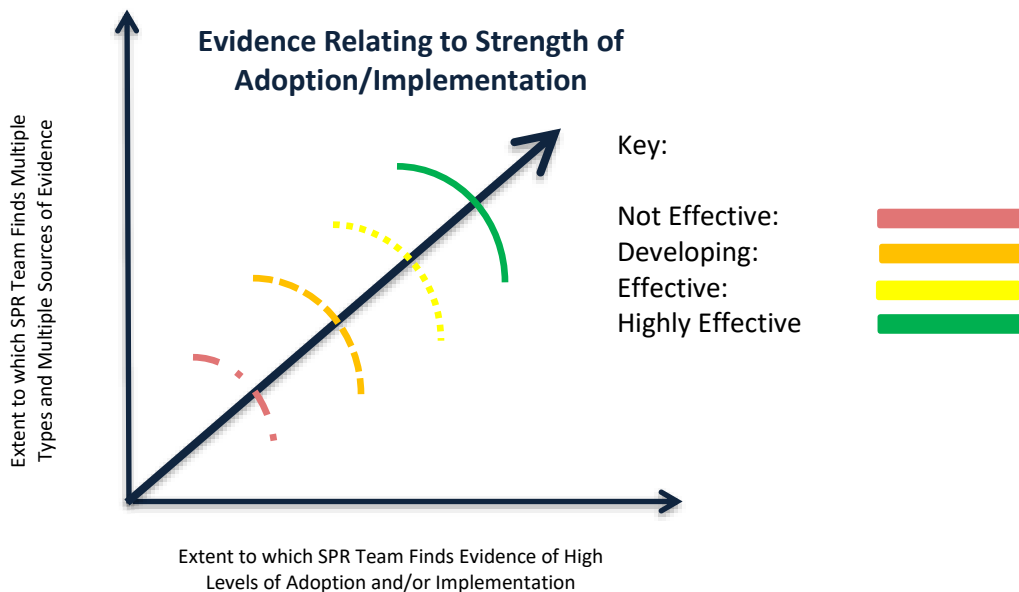 Evidence Relating to Strength of
Adoption/Implementation
Extent to which SPR Team Finds Multiple
Types and Multiple Sources of Evidence
Key:
Not Effective:
Developing:
Effective:
Highly Effective
Extent to which SPR Team Finds Evidence of High
Levels of Adoption and/or Implementation